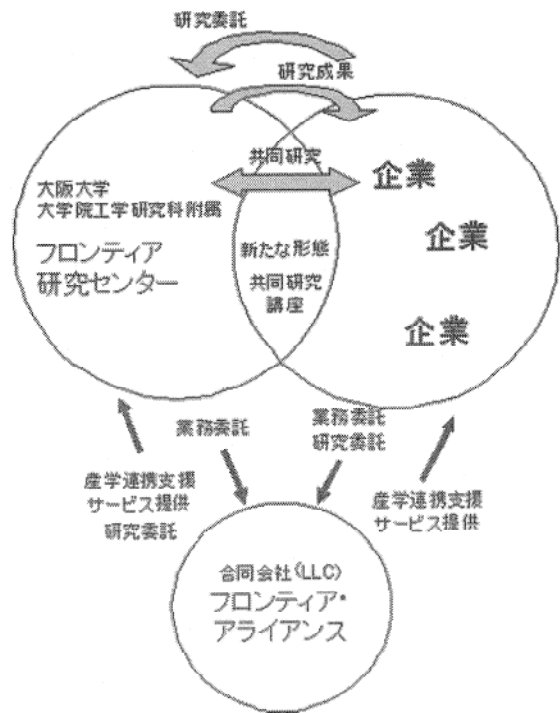 研究委託
研究成果
共同研究
大阪大学
大学院工学研究科附属
フロンティア
研究センター
新たな形態
共同研究
講座
企業
企業
企業
業務委託
業務委託
研究委託
産学連携支援
サービス提供
研究委託
産学連携支援
サービス提供
合同会社(LLC)
フロンティア・
アライアンス